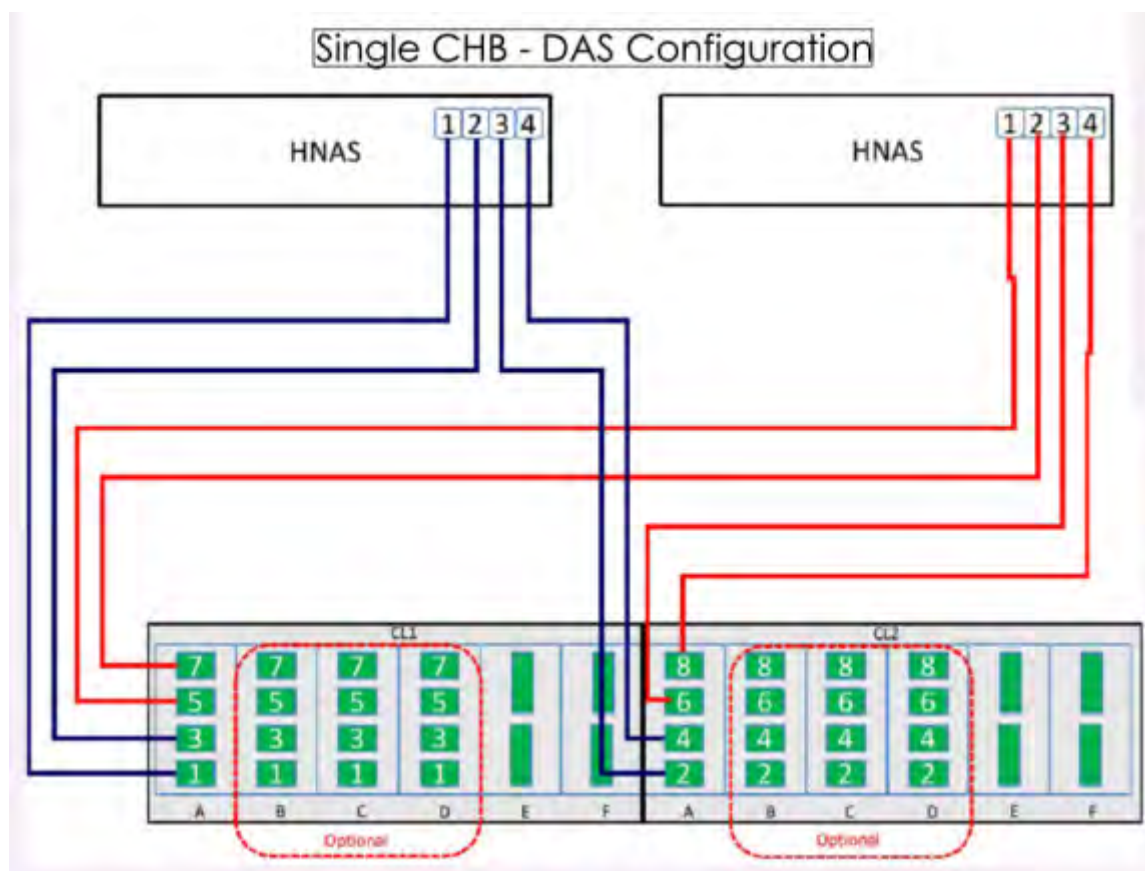 Single CHB - DAS Configuration
1 2 3 4
HNAS
1 2 3 4
HNAS
CL1
CL2
7 7 7 7
8 8 8 8
5 5 5 5
6 6 6 6
3 3 3 3
4 4 4 4
1 1 1 1
2 2 2 2
A B C D E F
A B C D E F
Optional
Optional